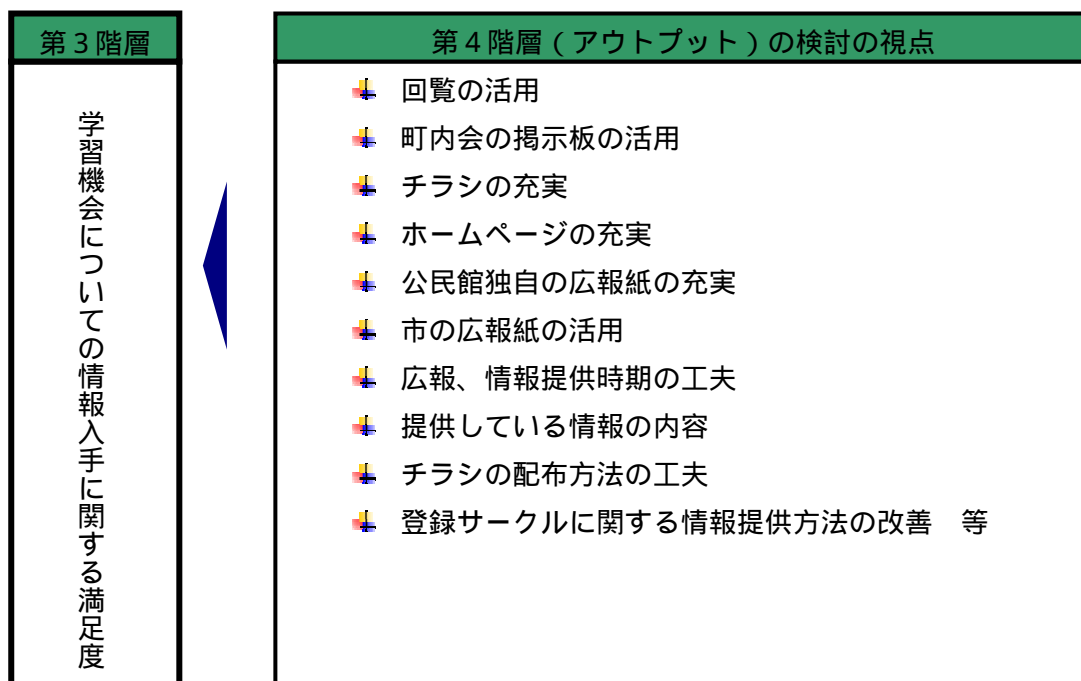 第３階層
学習機会についての情報入手に関する満足度
第４階層（アウトプット）の検討の視点
回覧の活用
町内会の掲示板の活用
チラシの充実
ホームページの充実
公民館独自の広報紙の充実
市の広報紙の活用
広報、情報提供時期の工夫
提供している情報の内容
チラシの配布方法の工夫
登録サークルに関する情報提供方法の改善　等